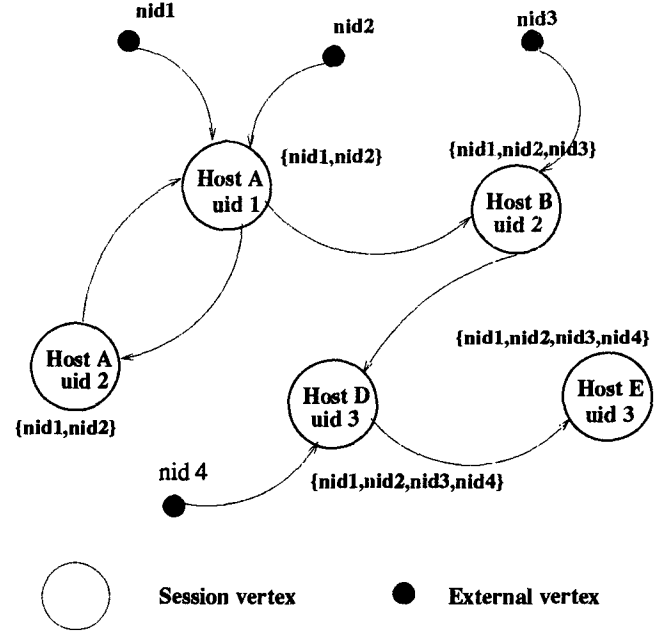 nid1
nid2
nid3
{nid1,nid2}
{nid1,nid2,nid3}
Host A
uid 1
Host B
uid 2
{nid1,nid2,nid3,nid4}
Host A
uid 2
Host D
uid 3
Host E
uid 3
{nid1,nid2}
nid 4
{nid1,nid2,nid3,nid4}
Session vertex
External vertex